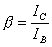 β = I_C / I_B